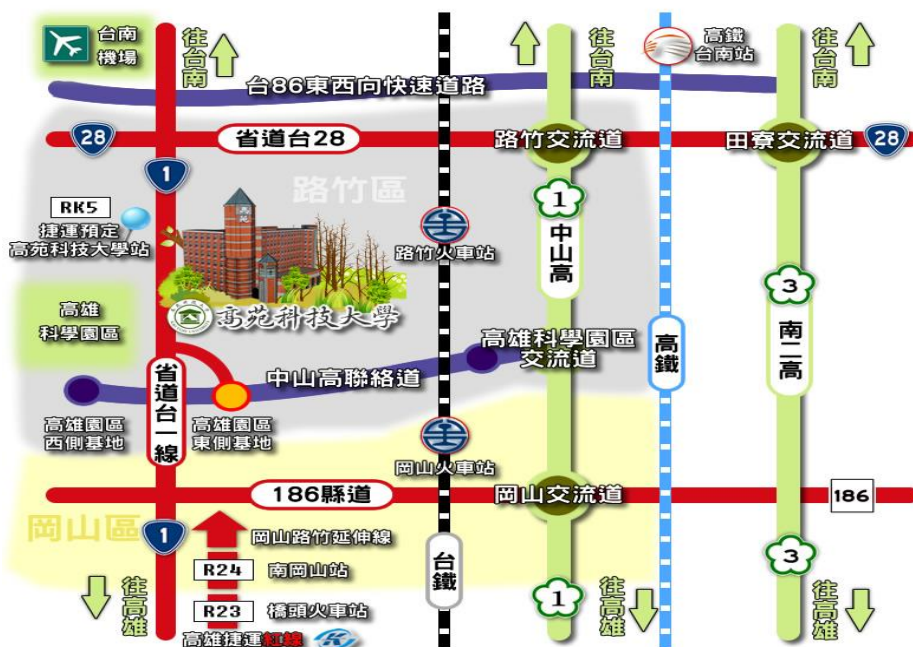 台南
機場
往台南
往台南
高鐵
台南站
往台南
台86東西向快速道路
28
省道台28
路竹交流道
田寮交流道
28
1
路竹區
RK5
捷運預定
高苑科技大學站
路竹火車站
1
中山高
3
南二高
高苑科技大學
高雄
科學園區
高雄科學園區
交流道
高鐵
省道台一線
中山高聯絡道
高雄園區
西側基地
高雄園區
東側基地
岡山火車站
186縣道
岡山交流道
186
岡山區
1
岡山路竹延伸線
R24
南岡山站
R23
橋頭火車站
高雄捷運紅線
台鐵
3
1
往高雄
往高雄
往高雄